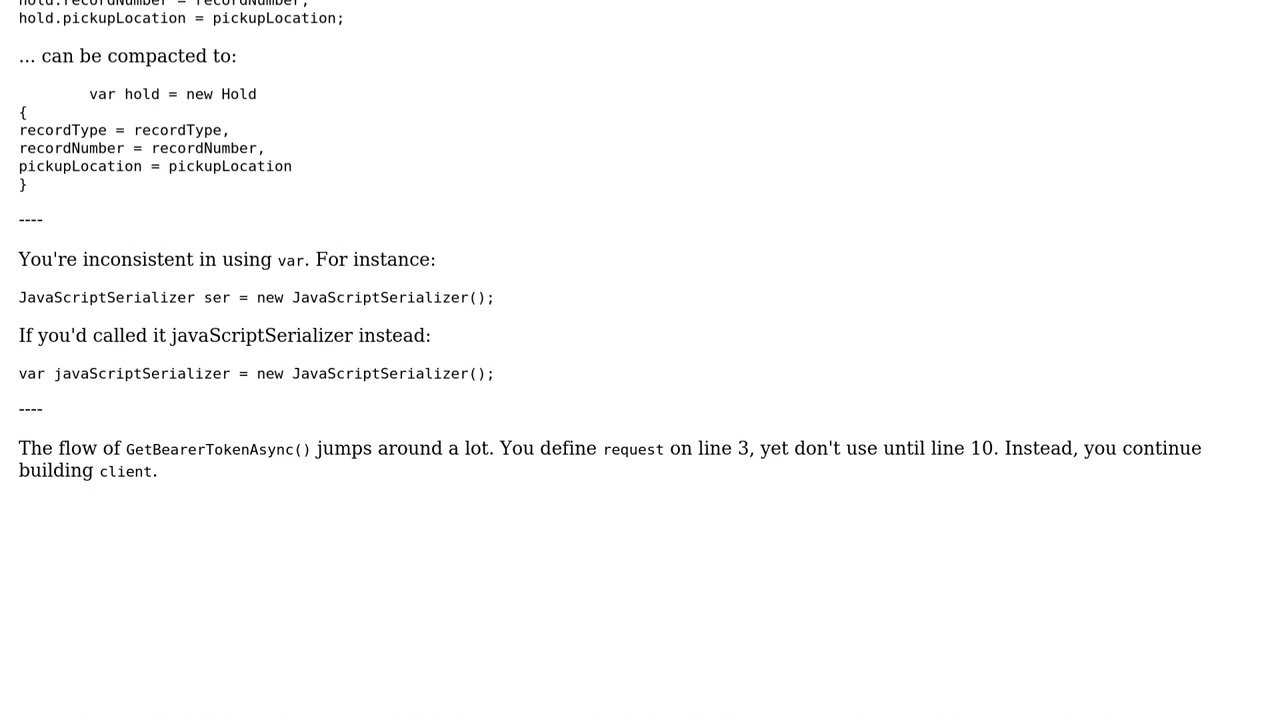 hold.recordNumber = recordNumber;
hold.pickupLocation = pickupLocation;
... can be compacted to:
var hold = new Hold
{
recordType = recordType,
recordNumber = recordNumber,
pickupLocation = pickupLocation
}
----
You're inconsistent in using var. For instance:
JavaScriptSerializer ser = new JavaScriptSerializer();
If you'd called it javaScriptSerializer instead:
var javaScriptSerializer = new JavaScriptSerializer();
----
The flow of GetBearerTokenAsync() jumps around a lot. You define request on line 3, yet don't use until line 10. Instead, you continue
building client.